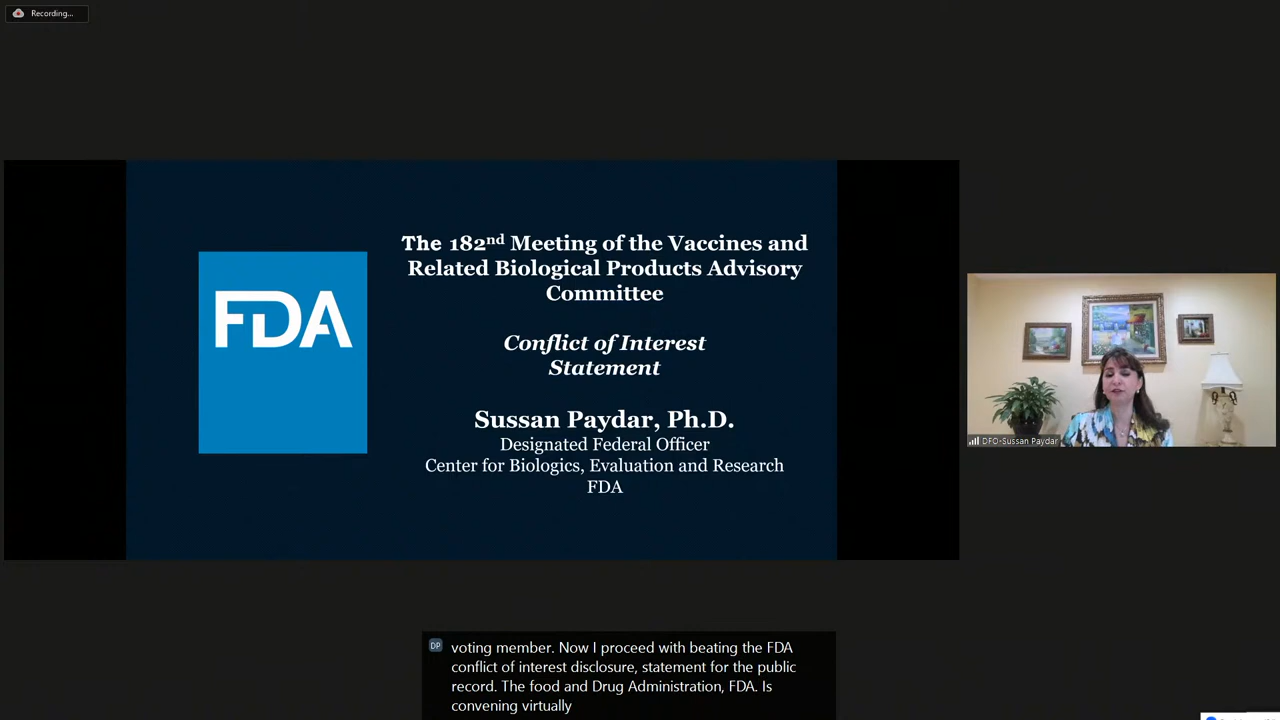 Recording...
The 182nd Meeting of the Vaccines and
Related Biological Products Advisory
Committee
Conflict of Interest
Statement
FDA
Sussan Paydar, Ph.D.
Designated Federal Officer
Center for Biologics, Evaluation and Research
FDA
DFO-Sussan Paydar
DP
voting member. Now I proceed with beating the FDA
conflict of interest disclosure, statement for the public
record. The food and Drug Administration, FDA. Is
convening virtually